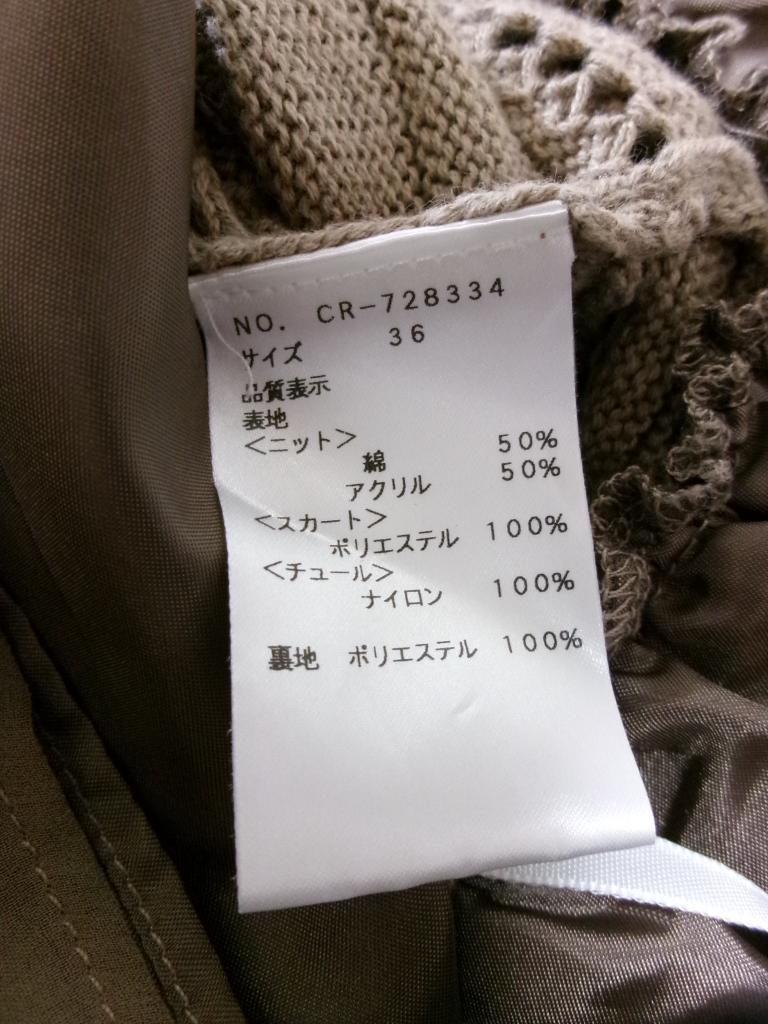 NO. CR-728334
サイズ 36
品質表示
表地
<ニット> 50%
綿 50%
アクリル
<スカート>
ポリエステル 100%
<チュール>
ナイロン 100%
裏地 ポリエステル 100%